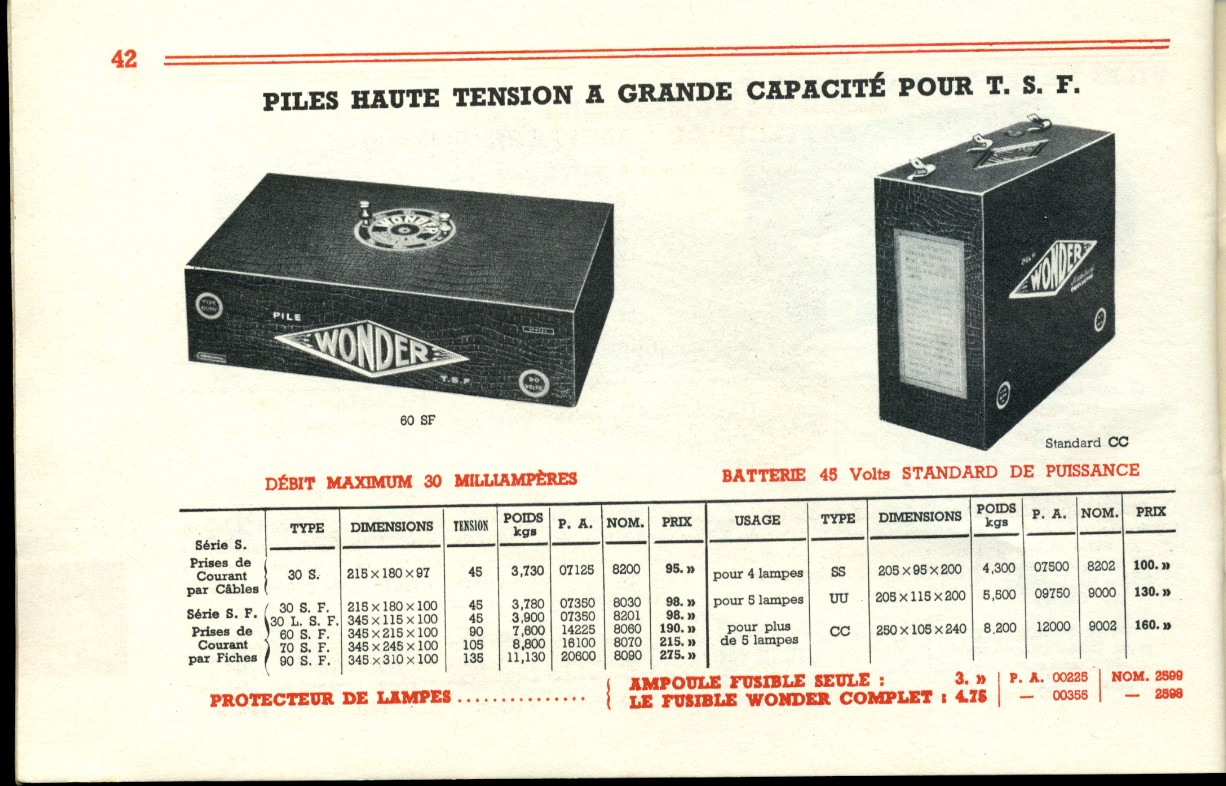 42
PILES HAUTE TENSION A GRANDE CAPACITÉ POUR T. S. F.
WONDER
PILE
WONDER
T.S.F
90 VOLTS
60 SF
PILE
WONDER
Standard CC
DÉBIT MAXIMUM 30 MILLIAMPÈRES
BATTERIE 45 Volts STANDARD DE PUISSANCE
TYPE DIMENSIONS TENSION POIDS kgs P. A. NOM. PRIX USAGE TYPE DIMENSIONS POIDS kgs P. A. NOM. PRIX
Série S.
Prises de
Courant
par Câbles
30 S. 215×180×97 45 3,730 07125 8200 95. »
Série S. F.
Prises de
Courant
par Fiches
30 S. F. 215×180×100 45 3,780 07350 8030 98. »
30 L. S. F. 345×115×100 45 3,900 07350 8201 98. »
60 S. F. 345×215×100 90 7,600 14225 8060 190. »
70 S. F. 345×245×100 105 8,800 16100 8070 215. »
90 S. F. 345×310×100 135 11,130 20600 8090 275. »
pour 4 lampes SS 205×95×200 4,300 07500 8202 100. »
pour 5 lampes UU 205×115×200 5,500 09750 9000 130. »
pour plus
de 5 lampes CC 250×105×240 8,200 12000 9002 160. »
PROTECTEUR DE LAMPES ...............
AMPOULE FUSIBLE SEULE : 3. » P. A. 00225 NOM. 2599
LE FUSIBLE WONDER COMPLET : 4.75 — 00355 — 2598